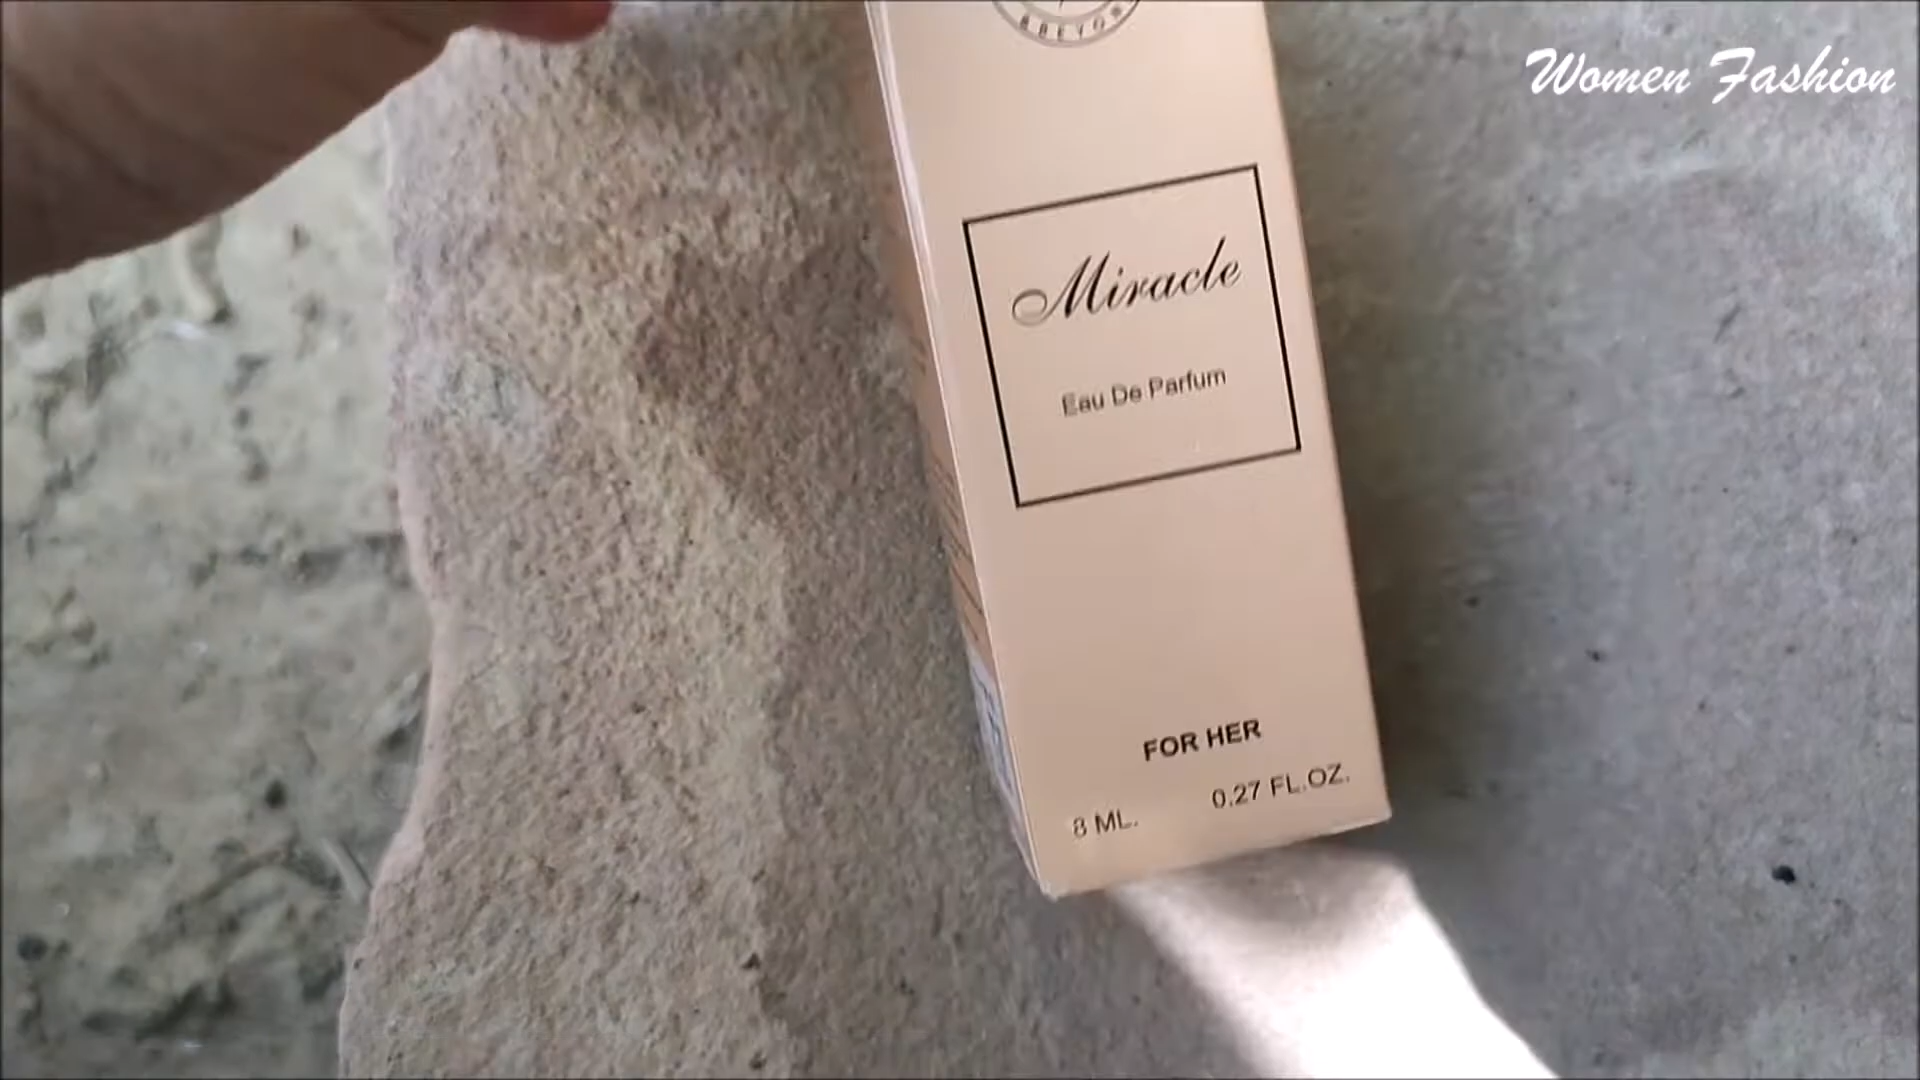 Women Fashion
Miracle
Eau De Parfum
FOR HER
8 ML.
0.27 FL.OZ.